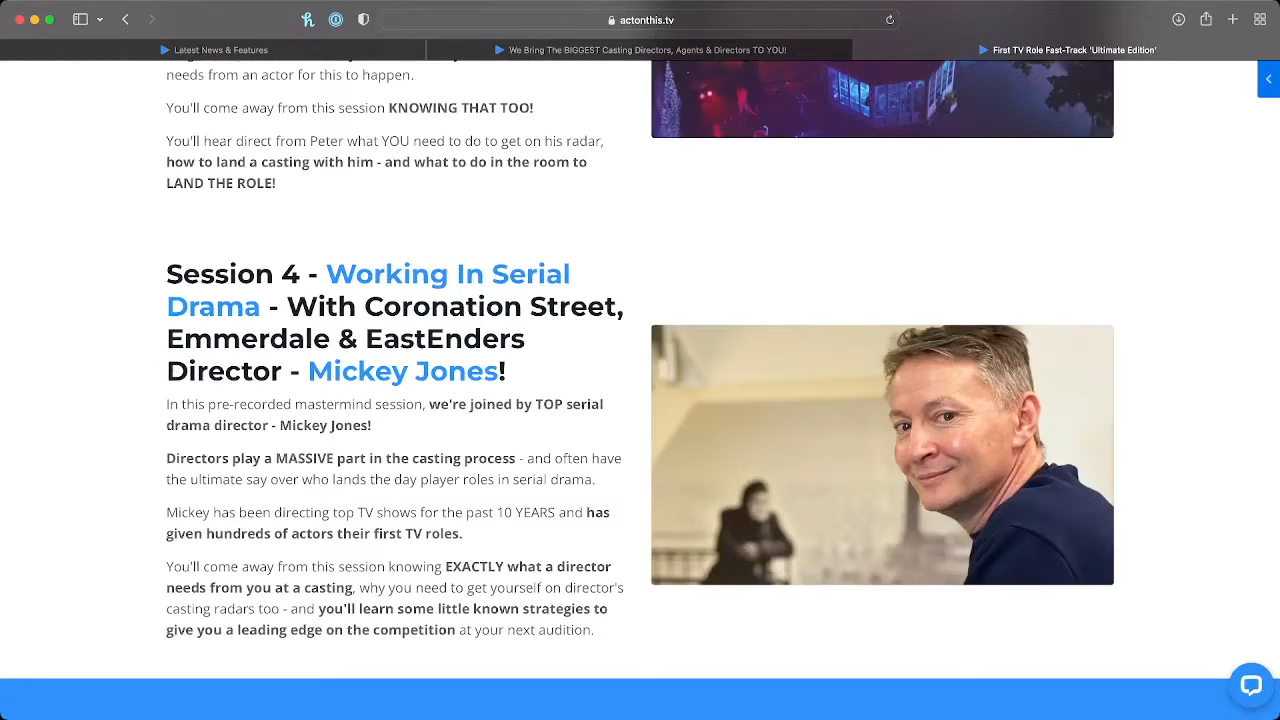 actonthis.tv
Latest News & Features
We Bring The BIGGEST Casting Directors, Agents & Directors TO YOU!
First TV Role Fast-Track 'Ultimate Edition'
needs from an actor for this to happen.
You'll come away from this session KNOWING THAT TOO!
You'll hear direct from Peter what YOU need to do to get on his radar,
how to land a casting with him - and what to do in the room to
LAND THE ROLE!
Session 4 - Working In Serial
Drama - With Coronation Street,
Emmerdale & EastEnders
Director - Mickey Jones!
In this pre-recorded mastermind session, we're joined by TOP serial
drama director - Mickey Jones!
Directors play a MASSIVE part in the casting process - and often have
the ultimate say over who lands the day player roles in serial drama.
Mickey has been directing top TV shows for the past 10 YEARS and has
given hundreds of actors their first TV roles.
You'll come away from this session knowing EXACTLY what a director
needs from you at a casting, why you need to get yourself on director's
casting radars too - and you'll learn some little known strategies to
give you a leading edge on the competition at your next audition.